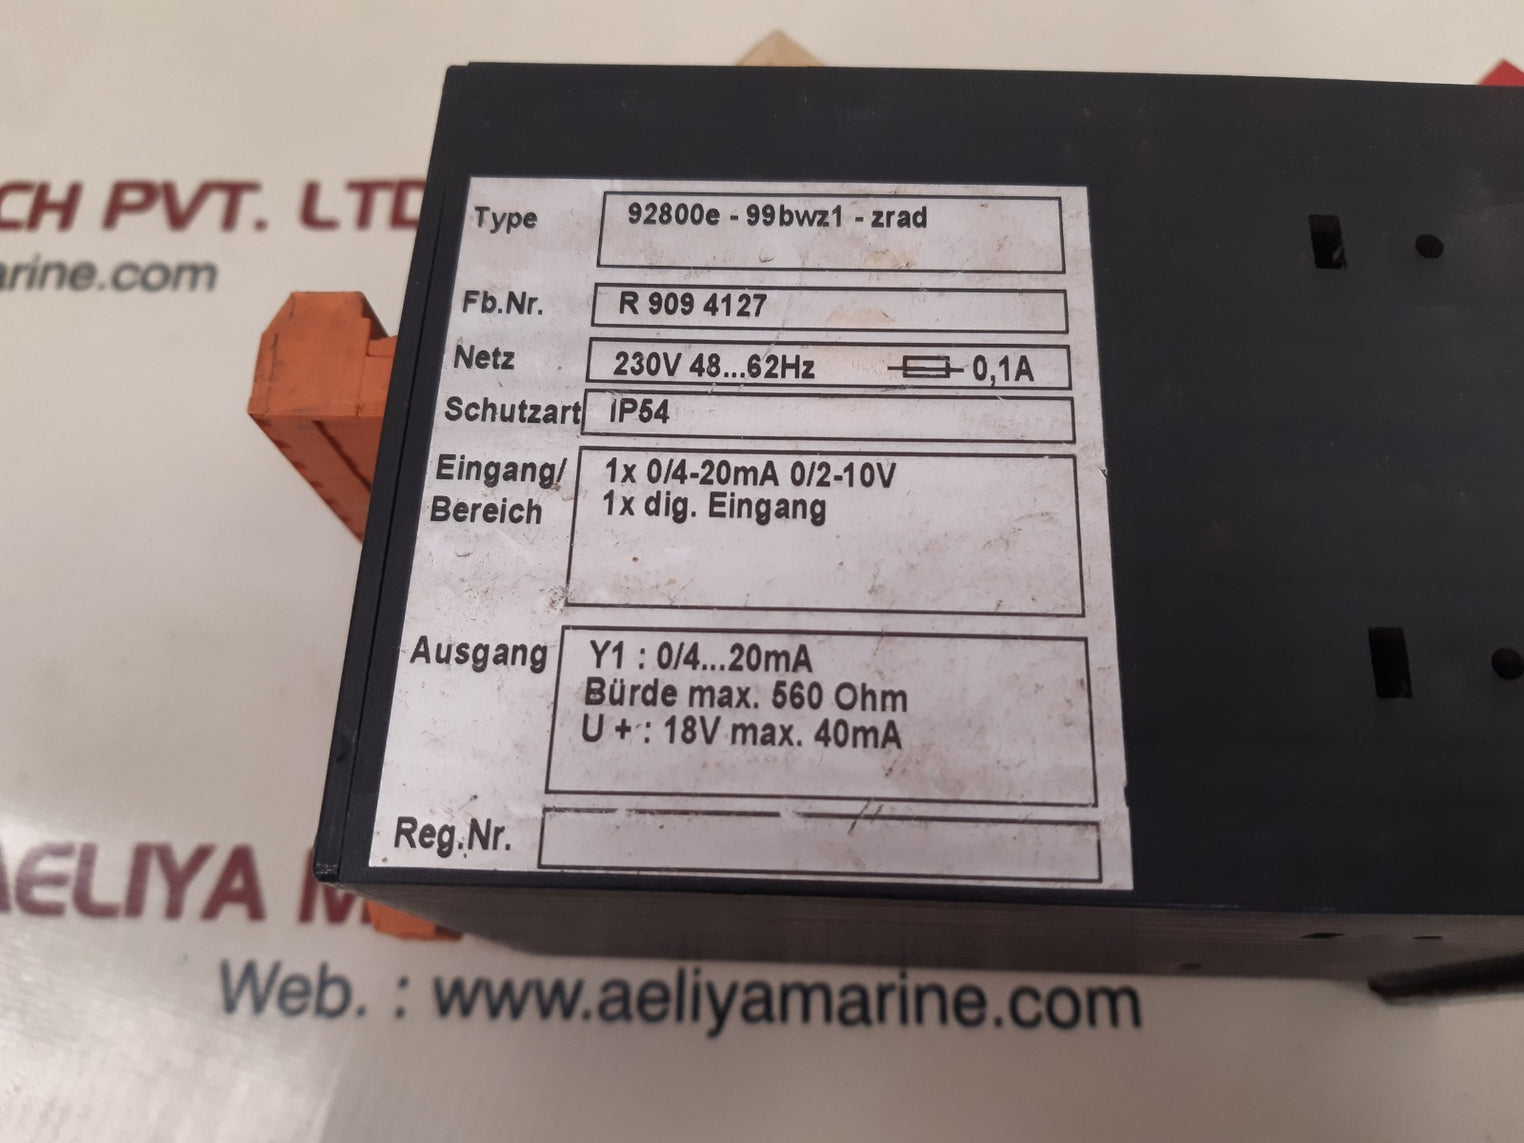 CH PVT. LTD
marine.com
Type 92800e - 99bwz1 - zrad
Fb.Nr. R 909 4127
Netz 230V 48...62Hz 0,1A
Schutzart IP54
Eingang/ 1x 0/4-20mA 0/2-10V
Bereich 1x dig. Eingang
Ausgang Y1 : 0/4...20mA
Bürde max. 560 Ohm
U + : 18V max. 40mA
Reg.Nr.
AELIYA M
Web. : www.aeliyamarine.com